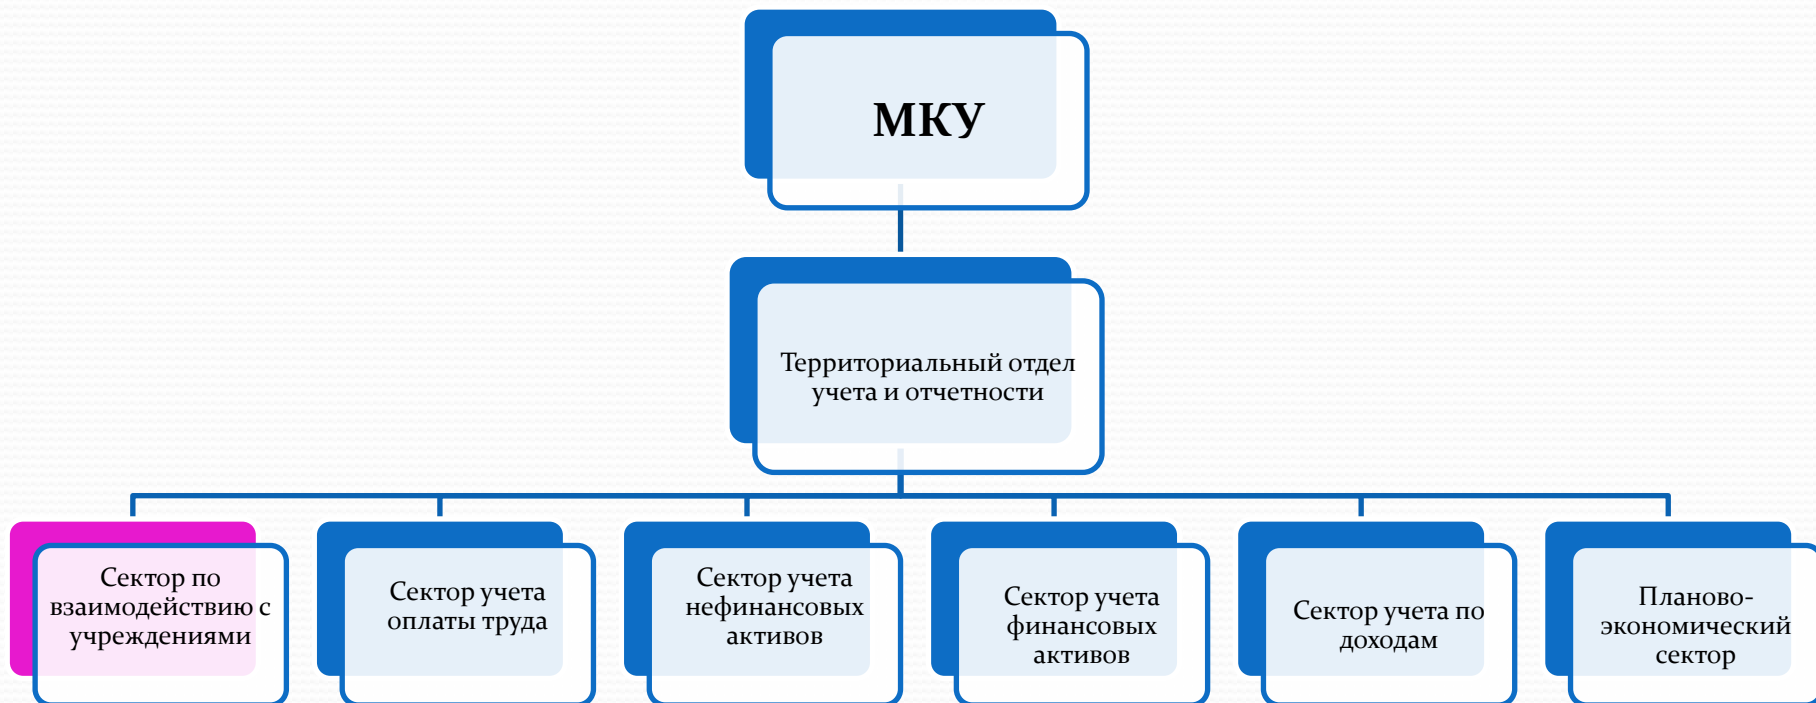 МКУ
Территориальный отдел
учета и отчетности
Сектор по
взаимодействию с
учреждениями
Сектор учета
оплаты труда
Сектор учета
нефинансовых
активов
Сектор учета
финансовых
активов
Сектор учета по
доходам
Планово-
экономический
сектор